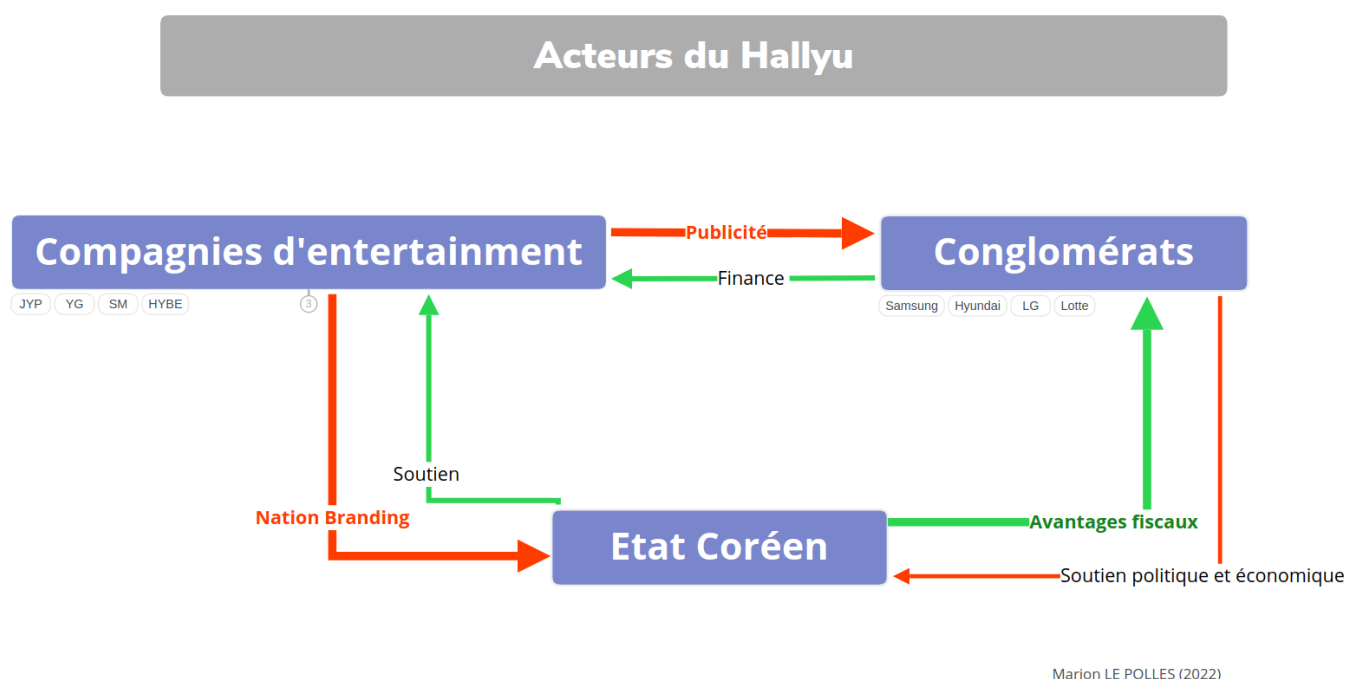 Acteurs du Hallyu
Compagnies d'entertainment
Publicité
Conglomérats
Finance
JYP
YG
SM
HYBE
3
Samsung
Hyundai
LG
Lotte
Soutien
Nation Branding
Etat Coréen
Avantages fiscaux
Soutien politique et économique
Marion LE POLLES (2022)